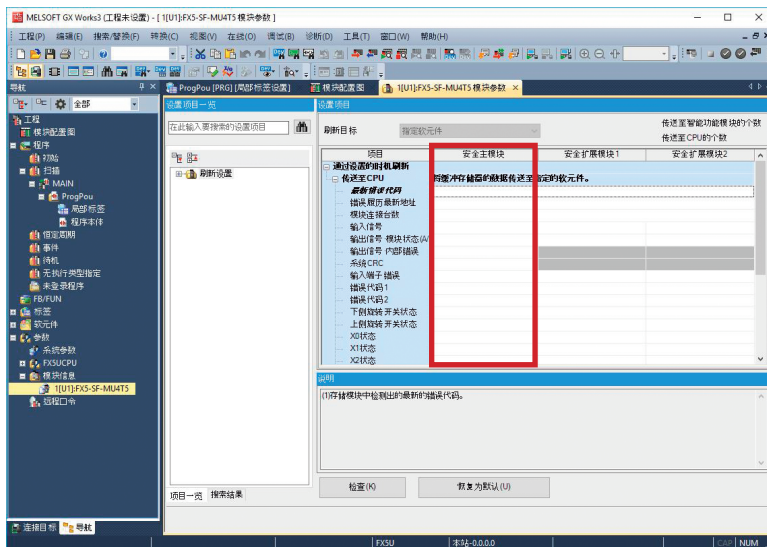 MELSOFT GX Works3 (工程未设置) - [ 1[U1]:FX5-SF-MU4T5 模块参数 ]
工程(P) 编辑(E) 搜索/替换(F) 转换(C) 视图(V) 在线(O) 调试(B) 诊断(D) 工具(T) 窗口(W) 帮助(H)
导航
全部
工程
模块配置图
程序
初始
扫描
MAIN
ProgPou
局部标签
程序本体
恒定周期
事件
待机
无执行类型指定
未登录程序
FB/FUN
标签
软元件
参数
系统参数
FX5UCPU
模块信息
1[U1]:FX5-SF-MU4T5
远程口令
连接目标 导航
ProgPou [PRG] [局部标签设置] 模块配置图 1[U1]:FX5-SF-MU4T5 模块参数
设置项目一览
在此输入要搜索的设置项目
刷新设置
项目一览 搜索结果
设置项目
刷新目标 指定软元件
传送至智能功能模块的个数
传送至CPU的个数
项目 安全主模块 安全扩展模块1 安全扩展模块2
通过设置的时机刷新
传送至CPU 将缓冲存储器的数据传送至指定的软元件。
最新错误代码
错误履历最新地址
模块连接台数
输入信号
输出信号 模块状态(A/
输出信号 内部错误
系统CRC
输入端子错误
错误代码1
错误代码2
下侧旋转开关状态
上侧旋转开关状态
X0状态
X1状态
X2状态
说明
(1)存储模块中检测出的最新的错误代码。
检查(K) 恢复为默认(U)
FX5U 本站-0.0.0.0 CAP NUM